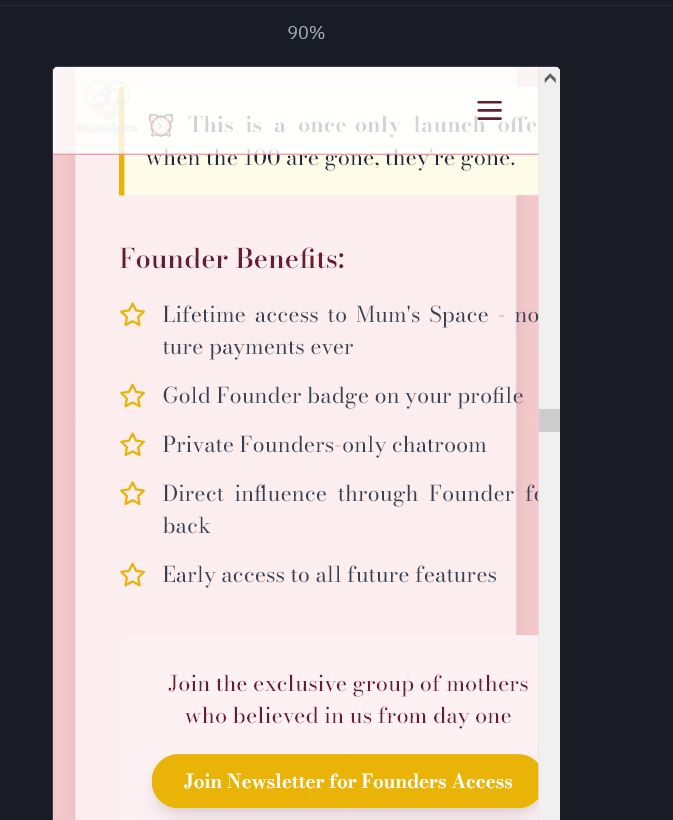 90%
⏰ This is a once-only launch offe
when the 100 are gone, they're gone.
Founder Benefits:
Lifetime access to Mum's Space - no
ture payments ever
Gold Founder badge on your profile
Private Founders-only chatroom
Direct influence through Founder fe
back
Early access to all future features
Join the exclusive group of mothers
who believed in us from day one
Join Newsletter for Founders Access